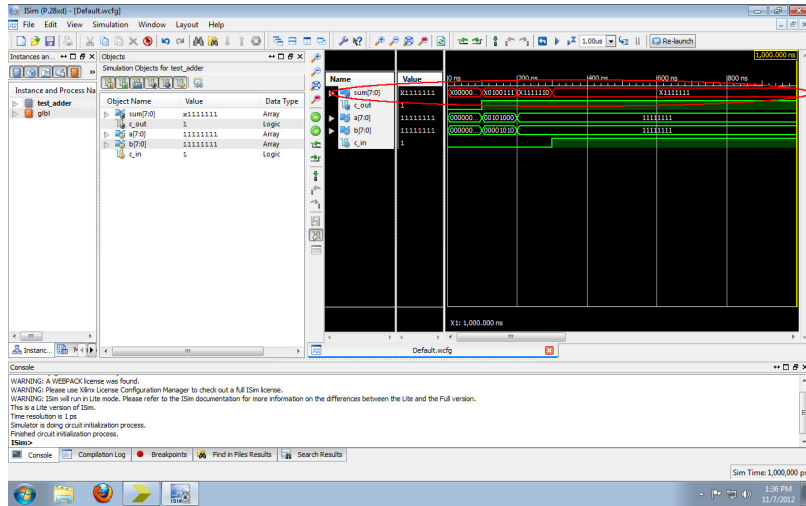 ISim (P.28xd) - [Default.wcfg]
File Edit View Simulation Window Layout Help
1.00us Re-launch
Instances an...
Objects
Simulation Objects for test_adder
Instance and Process Na
test_adder
glbl
Object Name Value Data Type
sum[7:0] x1111111 Array
c_out 1 Logic
a[7:0] 11111111 Array
b[7:0] 11111111 Array
c_in 1 Logic
1,000.000 ns
Name Value 0 ns 200 ns 400 ns 600 ns 800 ns
sum[7:0] X1111111 X00000... X0100111 X1111110 X1111111
c_out 1
a[7:0] 11111111 000000... 00101000 11111111
b[7:0] 11111111 000000... 00001010 11111111
c_in 1
X1: 1,000.000 ns
Instanc...
Default.wcfg
Console
WARNING: A WEBPACK license was found.
WARNING: Please use Xilinx License Configuration Manager to check out a full ISim license.
WARNING: ISim will run in Lite mode. Please refer to the ISim documentation for more information on the differences between the Lite and the Full version.
This is a Lite version of ISim.
Time resolution is 1 ps
Simulator is doing circuit initialization process.
Finished circuit initialization process.
ISim>
Console Compilation Log Breakpoints Find in Files Results Search Results
Sim Time: 1,000,000 ps
1:36 PM
11/7/2012